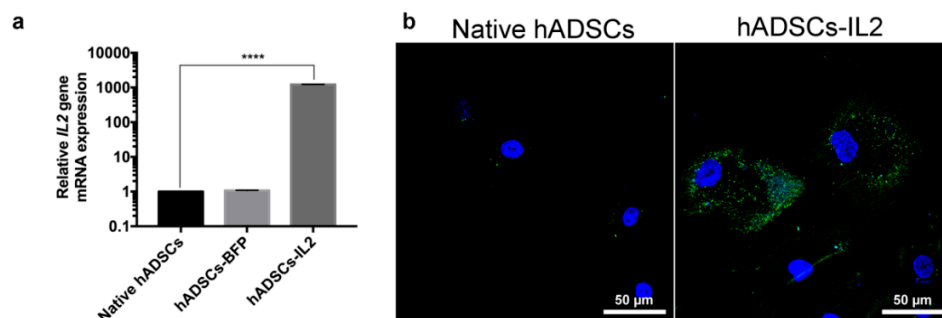 a
Relative IL2 gene
mRNA expression
10000
1000
100
10
1
0.1
****
Native hADSCs
hADSCs-BFP
hADSCs-IL2
b
Native hADSCs
hADSCs-IL2
50 µm
50 µm